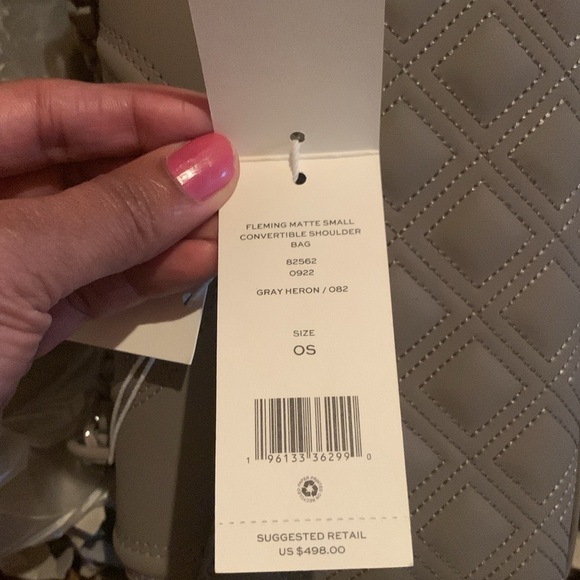 FLEMING MATTE SMALL
CONVERTIBLE SHOULDER
BAG
82562
0922
GRAY HERON / 082
SIZE
OS
1 96133 36299 0
SUGGESTED RETAIL
US $498.00